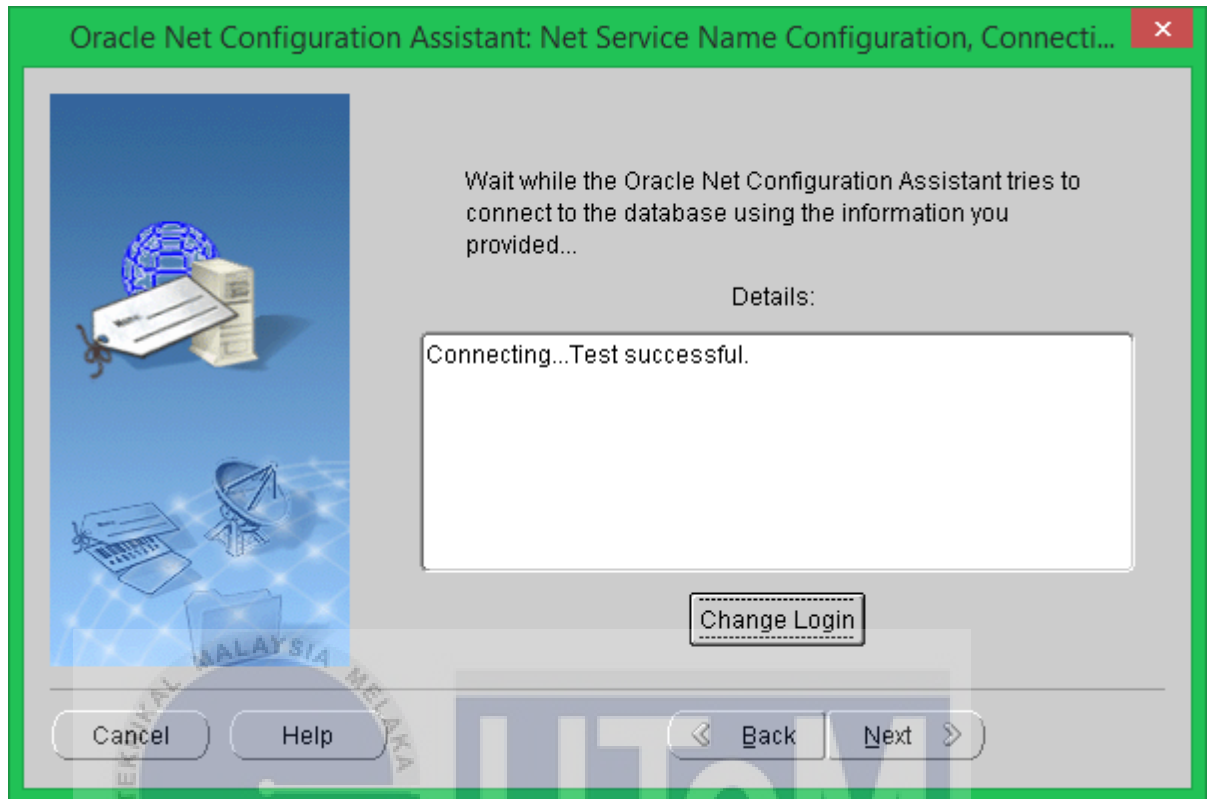 Oracle Net Configuration Assistant: Net Service Name Configuration, Connecti...
Wait while the Oracle Net Configuration Assistant tries to
connect to the database using the information you
provided...
Details:
Connecting...Test successful.
Change Login
MALAYSIA MELAKA
Cancel
Help
Back
Next
UTeM